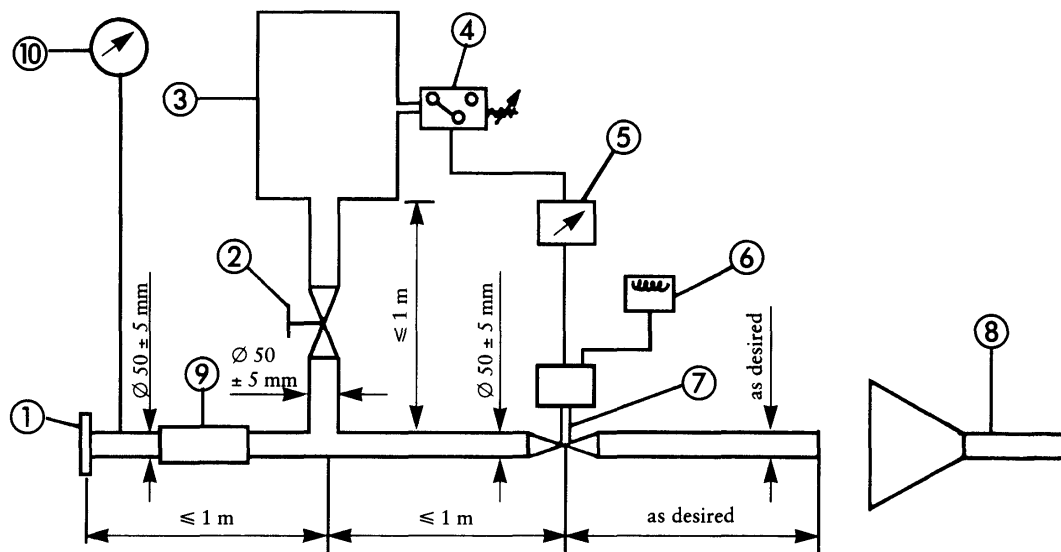 ⑩
③
④
⑤
②
⑥
⑧
Ø 50 ± 5 mm
Ø 50
± 5 mm
⩽ 1 m
Ø 50 ± 5 mm
as desired
①
⑨
⑦
⩽ 1 m
⩽ 1 m
as desired